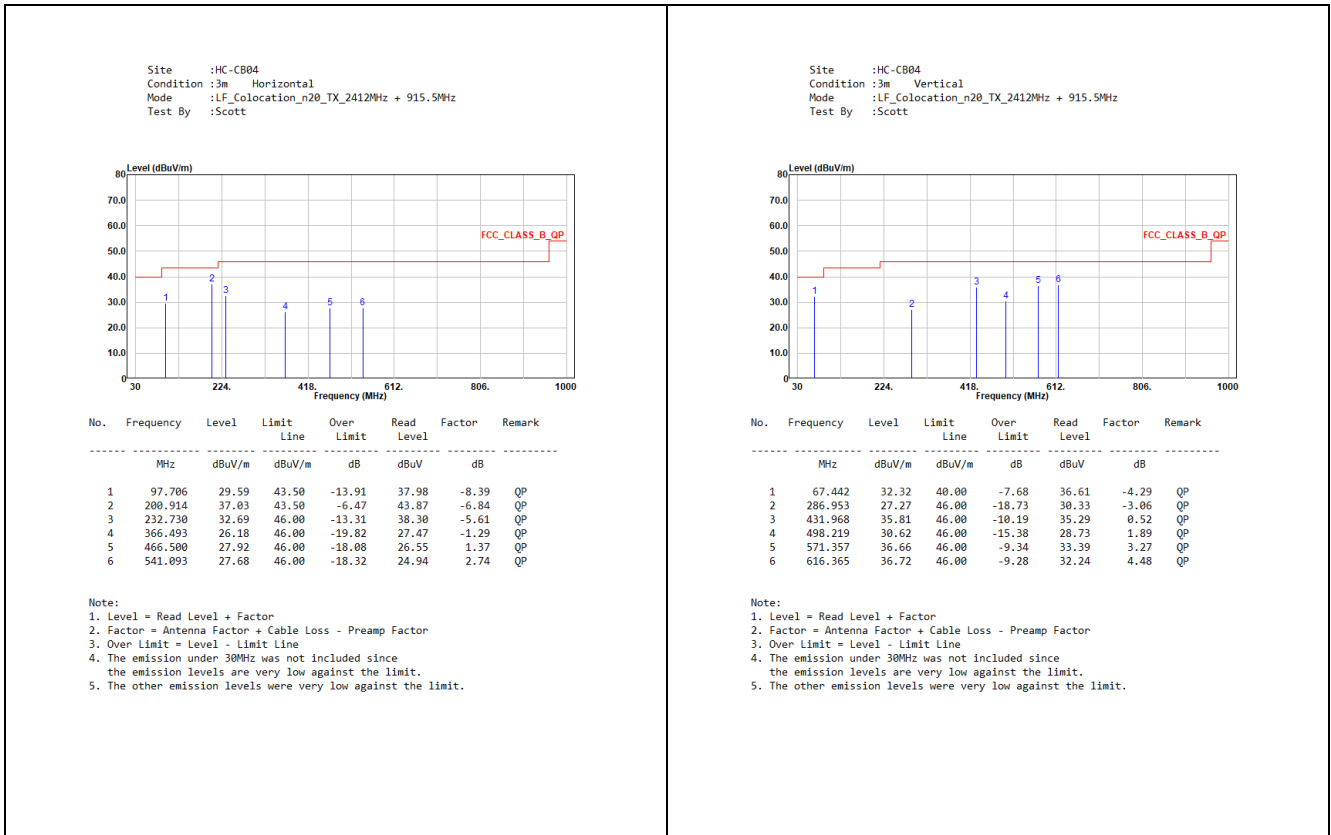 Site :HC-CB04
Condition :3m Horizontal
Mode :LF_Colocation_n20_TX_2412MHz + 915.5MHz
Test By :Scott
Level (dBuV/m)
80
70.0
60.0
FCC_CLASS_B_QP
50.0
40.0
30.0
20.0
10.0
0
1
2
3
4
5
6
30 224. 418. 612. 806. 1000
Frequency (MHz)
No. Frequency Level Limit Over Read Factor Remark
Line Limit Level
------ ----------- -------- --------- -------- -------- -------- ---------
MHz dBuV/m dBuV/m dB dBuV dB
1 97.706 29.59 43.50 -13.91 37.98 -8.39 QP
2 200.914 37.03 43.50 -6.47 43.87 -6.84 QP
3 232.730 32.69 46.00 -13.31 38.30 -5.61 QP
4 366.493 26.18 46.00 -19.82 27.47 -1.29 QP
5 466.500 27.92 46.00 -18.08 26.55 1.37 QP
6 541.093 27.68 46.00 -18.32 24.94 2.74 QP
Note:
1. Level = Read Level + Factor
2. Factor = Antenna Factor + Cable Loss - Preamp Factor
3. Over Limit = Level - Limit Line
4. The emission under 30MHz was not included since
the emission levels are very low against the limit.
5. The other emission levels were very low against the limit.
Site :HC-CB04
Condition :3m Vertical
Mode :LF_Colocation_n20_TX_2412MHz + 915.5MHz
Test By :Scott
Level (dBuV/m)
80
70.0
60.0
FCC_CLASS_B_QP
50.0
40.0
30.0
20.0
10.0
0
1
2
3
4
5
6
30 224. 418. 612. 806. 1000
Frequency (MHz)
No. Frequency Level Limit Over Read Factor Remark
Line Limit Level
------ ----------- -------- --------- -------- -------- -------- ---------
MHz dBuV/m dBuV/m dB dBuV dB
1 67.442 32.32 40.00 -7.68 36.61 -4.29 QP
2 286.953 27.27 46.00 -18.73 30.33 -3.06 QP
3 431.968 35.81 46.00 -10.19 35.29 0.52 QP
4 498.219 30.62 46.00 -15.38 28.73 1.89 QP
5 571.357 36.66 46.00 -9.34 33.39 3.27 QP
6 616.365 36.72 46.00 -9.28 32.24 4.48 QP
Note:
1. Level = Read Level + Factor
2. Factor = Antenna Factor + Cable Loss - Preamp Factor
3. Over Limit = Level - Limit Line
4. The emission under 30MHz was not included since
the emission levels are very low against the limit.
5. The other emission levels were very low against the limit.